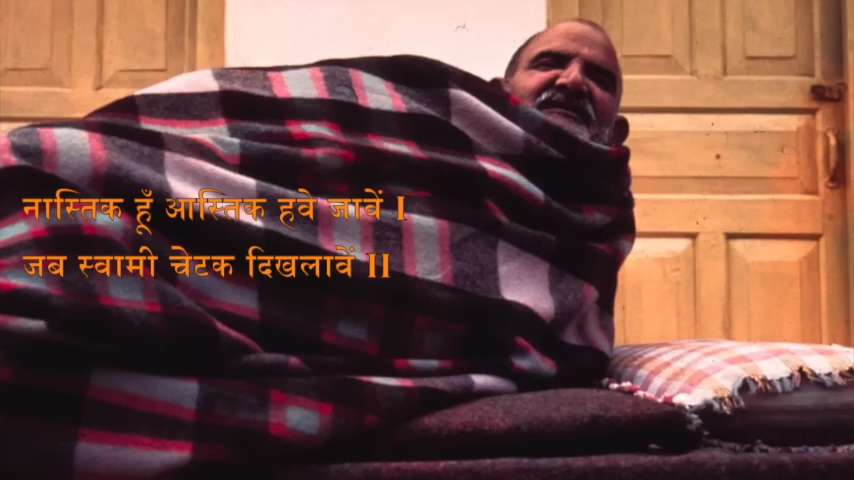 नास्तिक हूँ आस्तिक हवे जावें I
जब स्वामी चेटक दिखलावें II